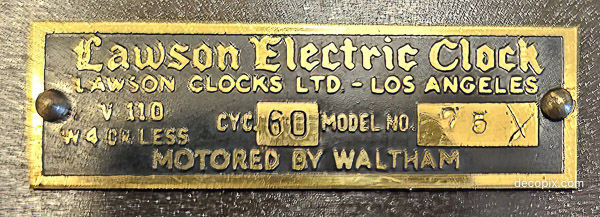 Lawson Electric Clock
LAWSON CLOCKS LTD. - LOS ANGELES
V 110
W 4 OR LESS
CYC. 60 MODEL NO.
MOTORED BY WALTHAM
decopix.com